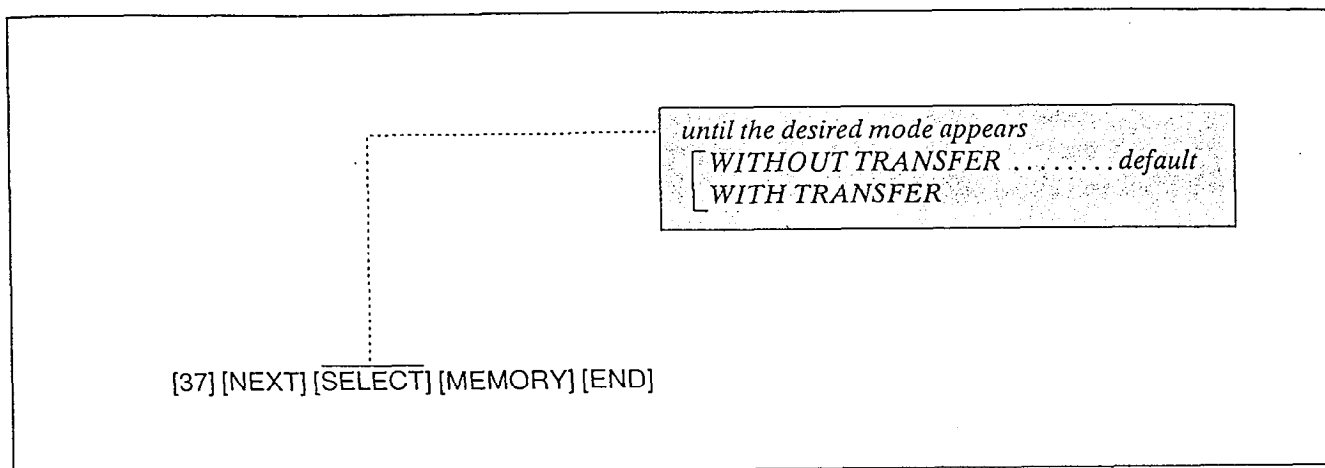 until the desired mode appears
WITHOUT TRANSFER ........default
WITH TRANSFER
[37] [NEXT] [SELECT] [MEMORY] [END]